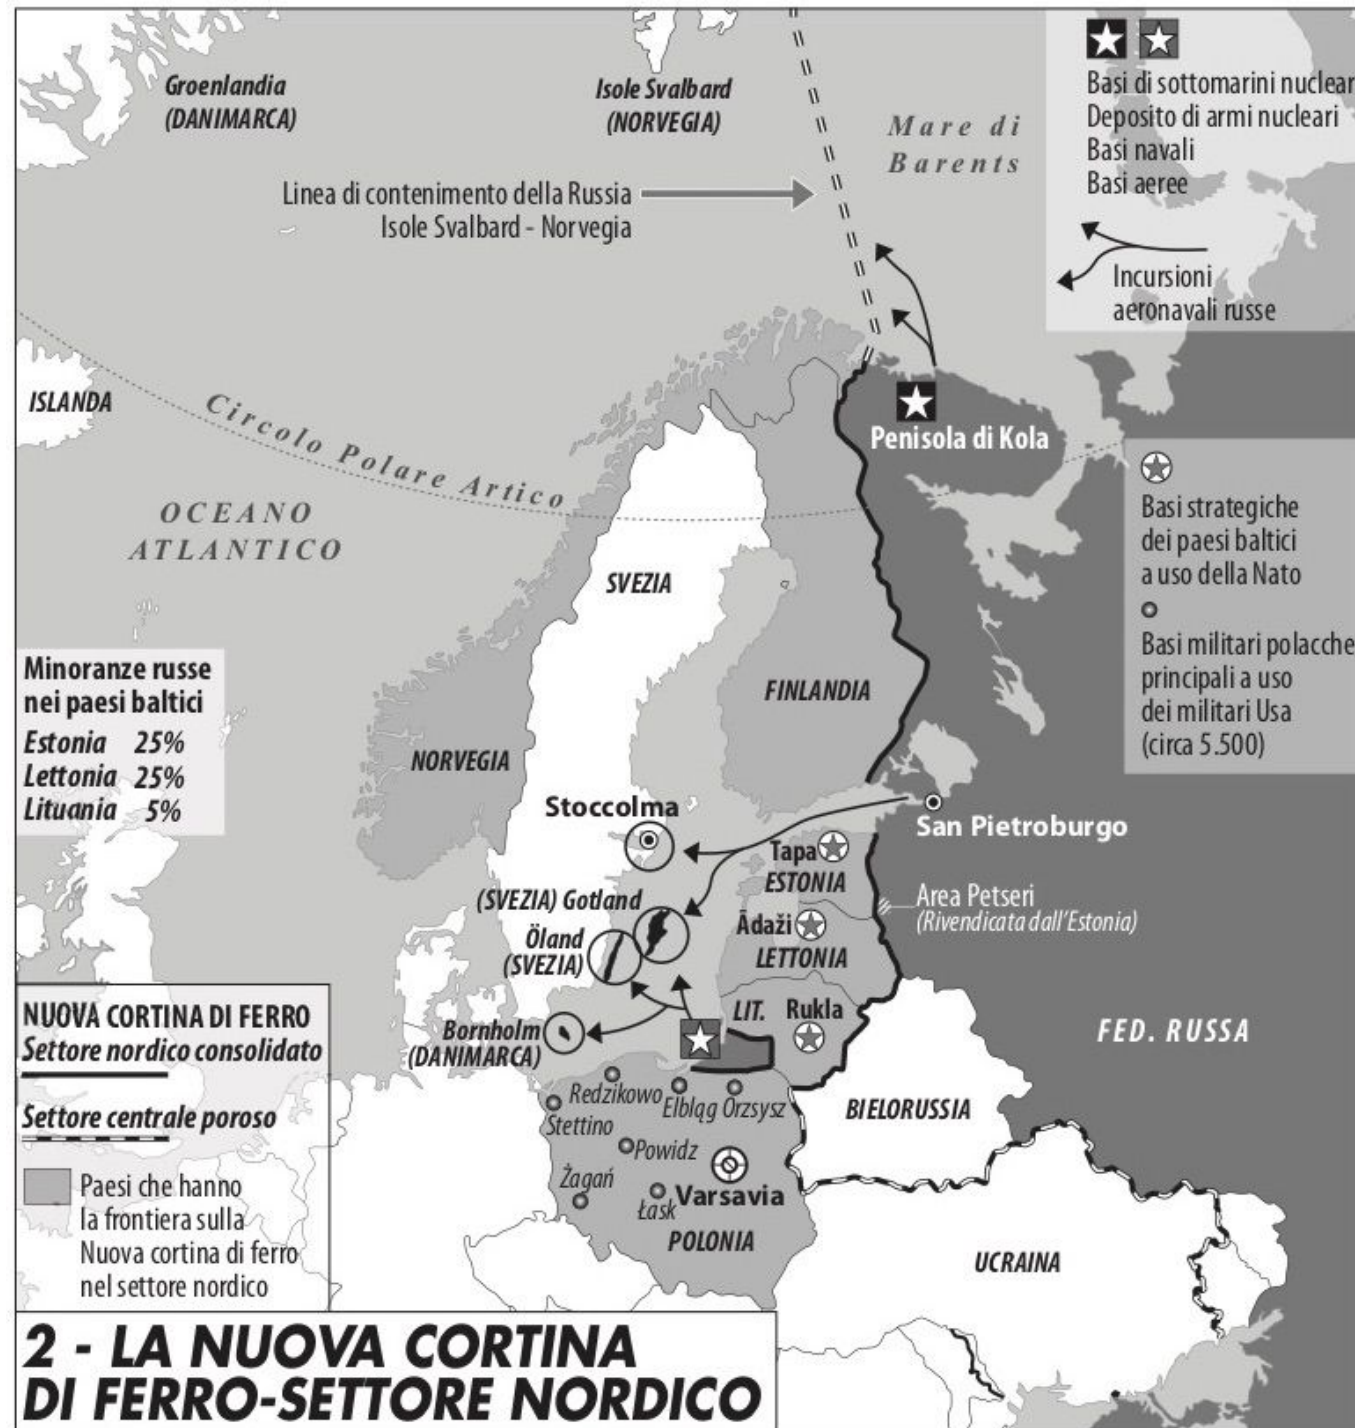 Groenlandia
(DANIMARCA)
Isole Svalbard
(NORVEGIA)
Mare di
Barents
Basi di sottomarini nuclear
Deposito di armi nucleari
Basi navali
Basi aeree
Incursioni
aeronavali russe
Linea di contenimento della Russia
Isole Svalbard - Norvegia
ISLANDA
Circolo Polare Artico
OCEANO
ATLANTICO
Penisola di Kola
Basi strategiche
dei paesi baltici
a uso della Nato
Basi militari polacche
principali a uso
dei militari Usa
(circa 5.500)
SVEZIA
FINLANDIA
NORVEGIA
Minoranze russe
nei paesi baltici
Estonia 25%
Lettonia 25%
Lituania 5%
Stoccolma
San Pietroburgo
Tapa
ESTONIA
Area Petseri
(Rivendicata dall'Estonia)
(SVEZIA) Gotland
Öland
(SVEZIA)
Ādaži
LETTONIA
LIT.
Rukla
Bornholm
(DANIMARCA)
FED. RUSSA
BIELORUSSIA
Redzikowo
Elbląg
Orzsysz
Stettino
Powidz
Żagań
Łask
Varsavia
POLONIA
UCRAINA
NUOVA CORTINA DI FERRO
Settore nordico consolidato
Settore centrale poroso
Paesi che hanno
la frontiera sulla
Nuova cortina di ferro
nel settore nordico
2 - LA NUOVA CORTINA
DI FERRO-SETTORE NORDICO